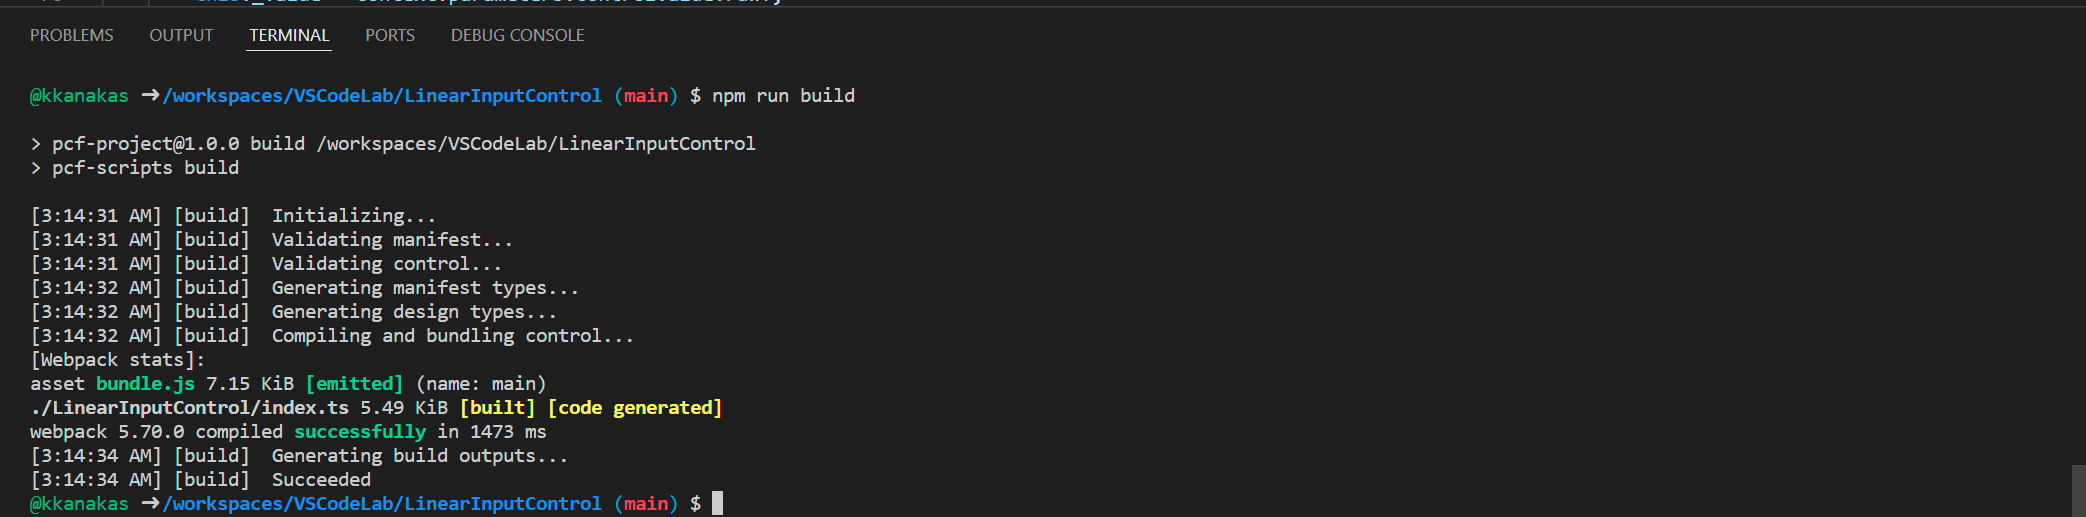 PROBLEMS OUTPUT TERMINAL PORTS DEBUG CONSOLE
@kkanakas ➜/workspaces/VSCodeLab/LinearInputControl (main) $ npm run build
> pcf-project@1.0.0 build /workspaces/VSCodeLab/LinearInputControl
> pcf-scripts build
[3:14:31 AM] [build]  Initializing...
[3:14:31 AM] [build]  Validating manifest...
[3:14:31 AM] [build]  Validating control...
[3:14:32 AM] [build]  Generating manifest types...
[3:14:32 AM] [build]  Generating design types...
[3:14:32 AM] [build]  Compiling and bundling control...
[Webpack stats]:
asset bundle.js 7.15 KiB [emitted] (name: main)
./LinearInputControl/index.ts 5.49 KiB [built] [code generated]
webpack 5.70.0 compiled successfully in 1473 ms
[3:14:34 AM] [build]  Generating build outputs...
[3:14:34 AM] [build]  Succeeded
@kkanakas ➜/workspaces/VSCodeLab/LinearInputControl (main) $